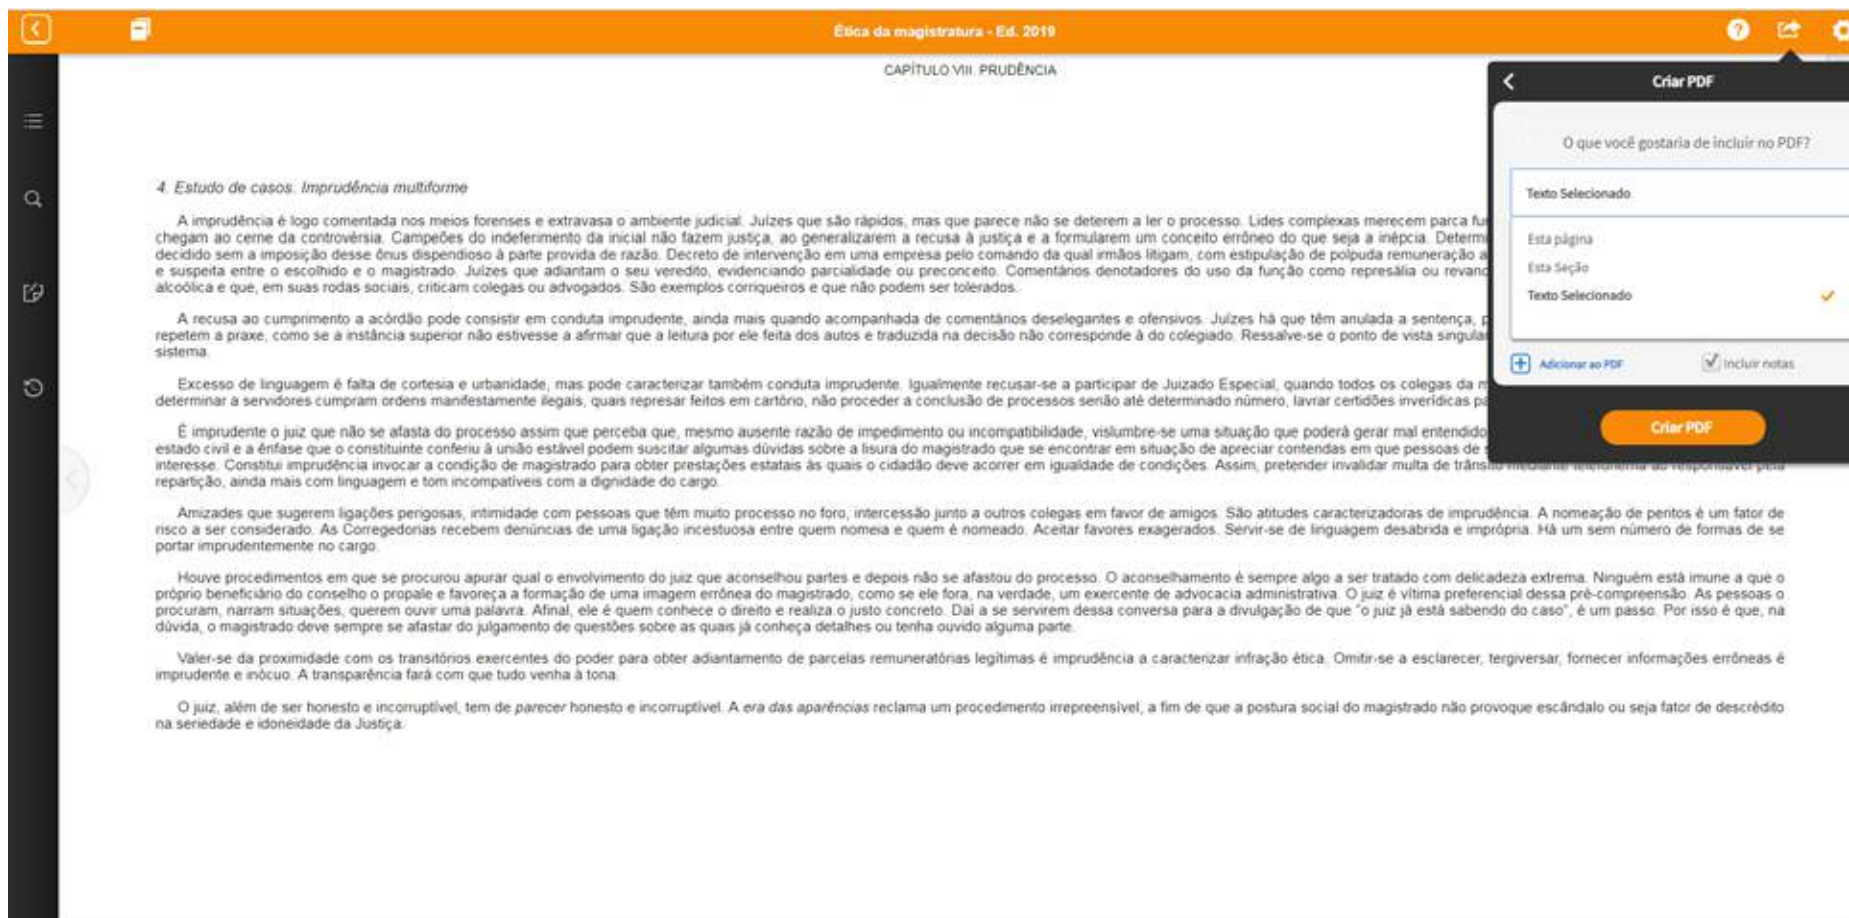 Ética da magistratura - Ed. 2019
CAPÍTULO VIII. PRUDÊNCIA
4. Estudo de casos. Imprudência multiforme
A imprudência é logo comentada nos meios forenses e extravasa o ambiente judicial. Juízes que são rápidos, mas que parece não se deterem a ler o processo. Lides complexas merecem parca
chegam ao cerne da controvérsia. Campeões do indeferimento da inicial não fazem justiça, ao generalizarem a recusa à justiça e a formularem um conceito errôneo do que seja a inépcia.
decidido sem a imposição desse ônus dispendioso à parte provida de razão. Decreto de intervenção em uma empresa pelo comando da qual irmãos litigam, com estipulação de polpuda remuneração
e suspeita entre o escolhido e o magistrado. Juízes que adiantam o seu veredito, evidenciando parcialidade ou preconceito. Comentários denotadores do uso da função como represália ou
alcoólica e que, em suas rodas sociais, criticam colegas ou advogados. São exemplos corriqueiros e que não podem ser tolerados.
A recusa ao cumprimento a acórdão pode consistir em conduta imprudente, ainda mais quando acompanhada de comentários deselegantes e ofensivos. Juízes há que têm anulada a sentença,
repetem a praxe, como se a instância superior não estivesse a afirmar que a leitura por ele feita dos autos e traduzida na decisão não corresponde à do colegiado. Ressalve-se o ponto de vista
sistema.
Excesso de linguagem é falta de cortesia e urbanidade, mas pode caracterizar também conduta imprudente. Igualmente recusar-se a participar de Juizado Especial, quando todos os colegas da
determinar a servidores cumpram ordens manifestamente ilegais, quais represar feitos em cartório, não proceder a conclusão de processos senão até determinado número, lavrar certidões inverídicas
É imprudente o juiz que não se afasta do processo assim que perceba que, mesmo ausente razão de impedimento ou incompatibilidade, vislumbre-se uma situação que poderá gerar mal entendido
estado civil e a ênfase que o constituinte conferiu à união estável podem suscitar algumas dúvidas sobre a lisura do magistrado que se encontrar em situação de apreciar contendas em que pessoas de
interesse. Constitui imprudência invocar a condição de magistrado para obter prestações estatais às quais o cidadão deve acorrer em igualdade de condições. Assim, pretender invalidar multa de trânsito mediante telefonema ao responsável pela
repartição, ainda mais com linguagem e tom incompatíveis com a dignidade do cargo.
Amizades que sugerem ligações perigosas, intimidade com pessoas que têm muito processo no foro, intercessão junto a outros colegas em favor de amigos. São atitudes caracterizadoras de imprudência. A nomeação de peritos é um fator de
risco a ser considerado. As Corregedorias recebem denúncias de uma ligação incestuosa entre quem nomeia e quem é nomeado. Aceitar favores exagerados. Servir-se de linguagem desabrida e imprópria. Há um sem número de formas de se
portar imprudentemente no cargo.
Houve procedimentos em que se procurou apurar qual o envolvimento do juiz que aconselhou partes e depois não se afastou do processo. O aconselhamento é sempre algo a ser tratado com delicadeza extrema. Ninguém está imune a que o
próprio beneficiário do conselho o propale e favoreça a formação de uma imagem errônea do magistrado, como se ele fora, na verdade, um exercente de advocacia administrativa. O juiz é vítima preferencial dessa pré-compreensão. As pessoas o
procuram, narram situações, querem ouvir uma palavra. Afinal, ele é quem conhece o direito e realiza o justo concreto. Daí a se servirem dessa conversa para a divulgação de que "o juiz já está sabendo do caso", é um passo. Por isso é que, na
dúvida, o magistrado deve sempre se afastar do julgamento de questões sobre as quais já conheça detalhes ou tenha ouvido alguma parte.
Valer-se da proximidade com os transitórios exercentes do poder para obter adiantamento de parcelas remuneratórias legítimas é imprudência a caracterizar infração ética. Omitir-se a esclarecer, tergiversar, fornecer informações errôneas é
imprudente e inócuo. A transparência fará com que tudo venha à tona.
O juiz, além de ser honesto e incorruptível, tem de parecer honesto e incorruptível. A era das aparências reclama um procedimento irrepreensível, a fim de que a postura social do magistrado não provoque escândalo ou seja fator de descrédito
na seriedade e idoneidade da Justiça.
Criar PDF
O que você gostaria de incluir no PDF?
Texto Selecionado
Esta página
Esta Seção
Texto Selecionado
Adicionar ao PDF
Incluir notas
Criar PDF